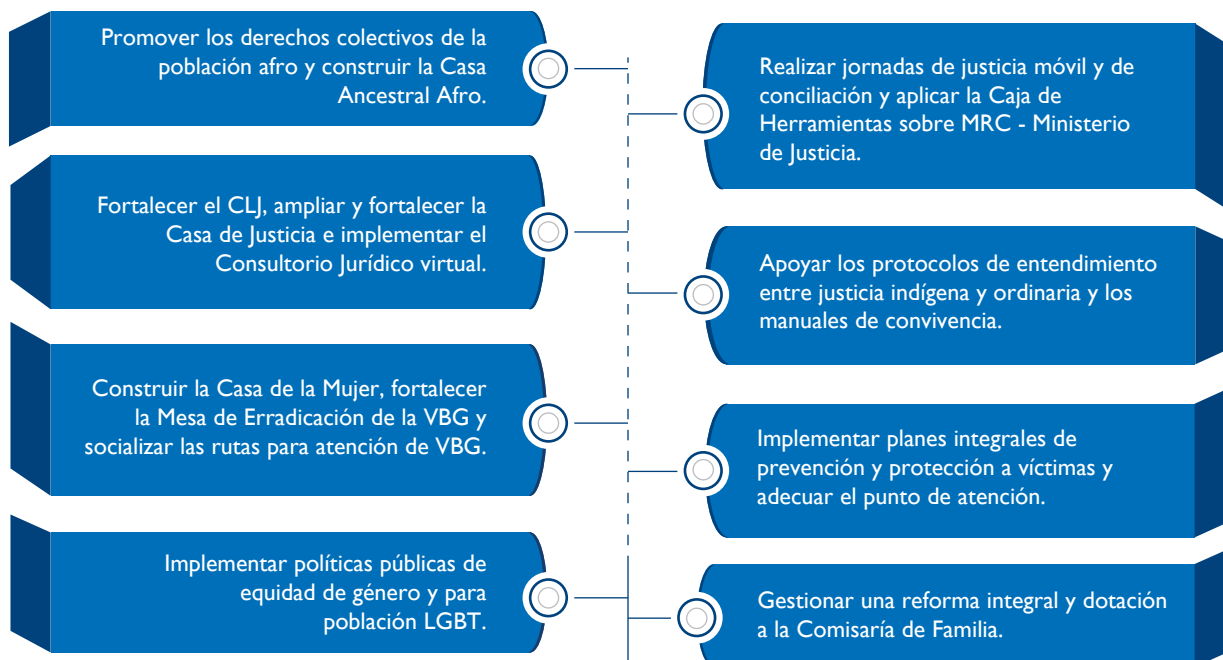 Promover los derechos colectivos de la
población afro y construir la Casa
Ancestral Afro.
Realizar jornadas de justicia móvil y de
conciliación y aplicar la Caja de
Herramientas sobre MRC - Ministerio
de Justicia.
Fortalecer el CLJ, ampliar y fortalecer la
Casa de Justicia e implementar el
Consultorio Jurídico virtual.
Apoyar los protocolos de entendimiento
entre justicia indígena y ordinaria y los
manuales de convivencia.
Construir la Casa de la Mujer, fortalecer
la Mesa de Erradicación de la VBG y
socializar las rutas para atención de VBG.
Implementar planes integrales de
prevención y protección a víctimas y
adecuar el punto de atención.
Implementar políticas públicas de
equidad de género y para
población LGBT.
Gestionar una reforma integral y dotación
a la Comisaría de Familia.